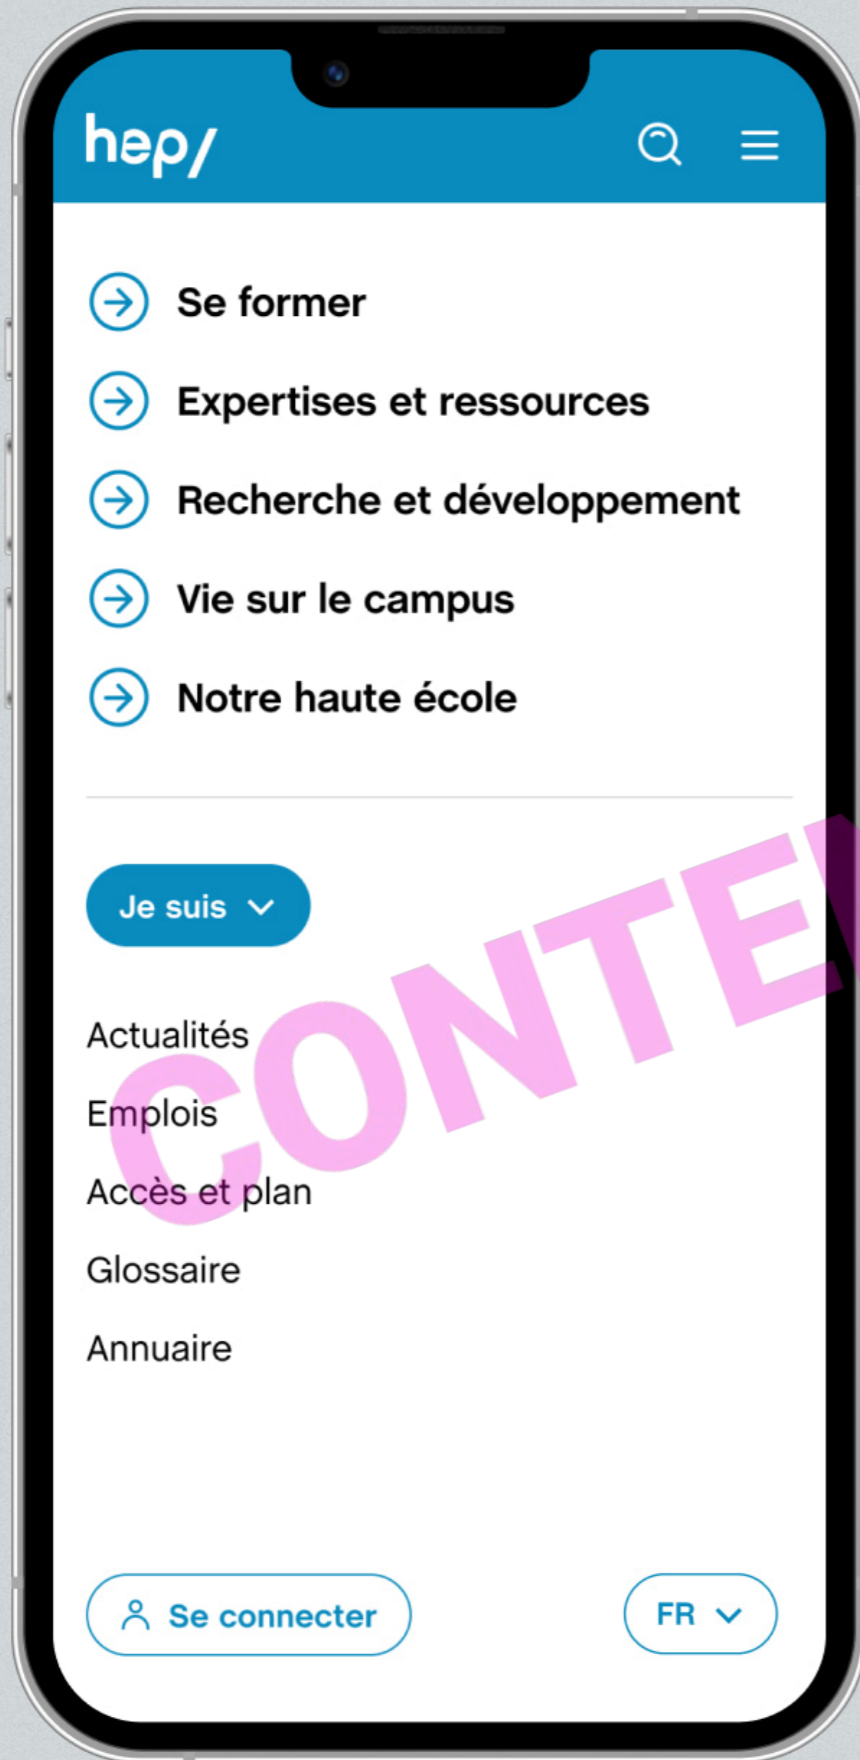 hep/
Se former
Expertises et ressources
Recherche et développement
Vie sur le campus
Notre haute école
Je suis
Actualités
Emplois
Accès et plan
Glossaire
Annuaire
Se connecter
FR